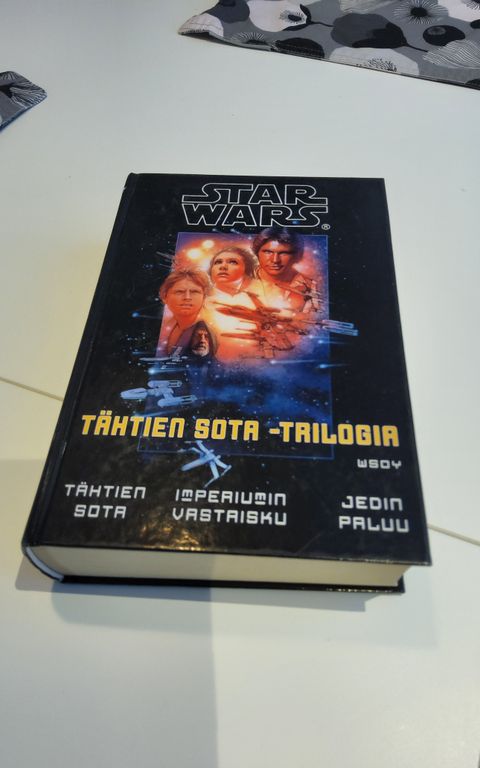 STAR
WARS®
TÄHTIEN SOTA -TRILOGIA
WSOY
TÄHTIEN
SOTA
IMPERIUMIN
VASTAISKU
JEDIN
PALUU